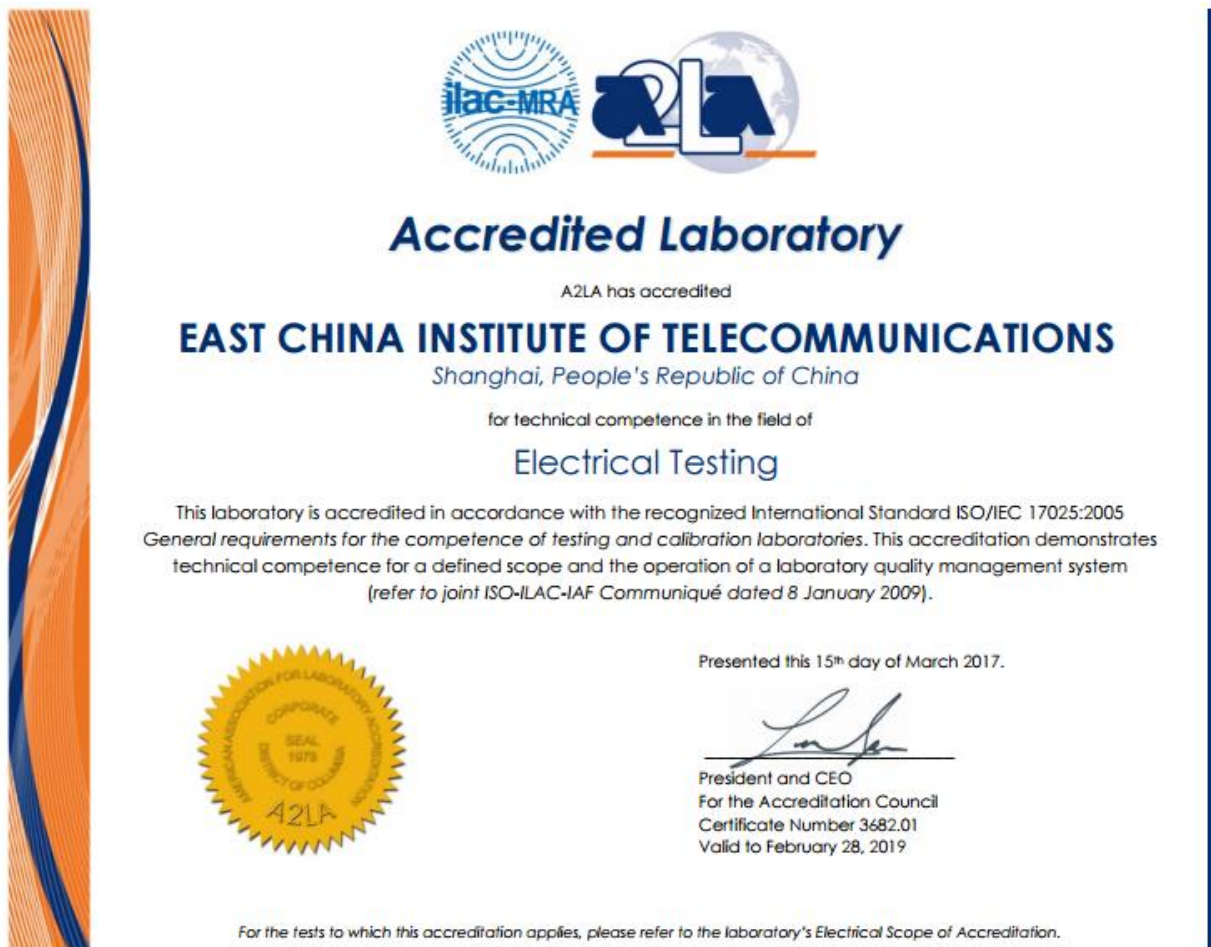 ilac-MRA
A2LA
Accredited Laboratory
A2LA has accredited
EAST CHINA INSTITUTE OF TELECOMMUNICATIONS
Shanghai, People's Republic of China
for technical competence in the field of
Electrical Testing
This laboratory is accredited in accordance with the recognized International Standard ISO/IEC 17025:2005
General requirements for the competence of testing and calibration laboratories. This accreditation demonstrates
technical competence for a defined scope and the operation of a laboratory quality management system
(refer to joint ISO-ILAC-IAF Communiqué dated 8 January 2009).
AMERICAN ASSOCIATION FOR LABORATORY ACCREDITATION
CORPORATE
SEAL
1978
DISTRICT OF COLUMBIA
A2LA
Presented this 15th day of March 2017.
President and CEO
For the Accreditation Council
Certificate Number 3682.01
Valid to February 28, 2019
For the tests to which this accreditation applies, please refer to the laboratory's Electrical Scope of Accreditation.